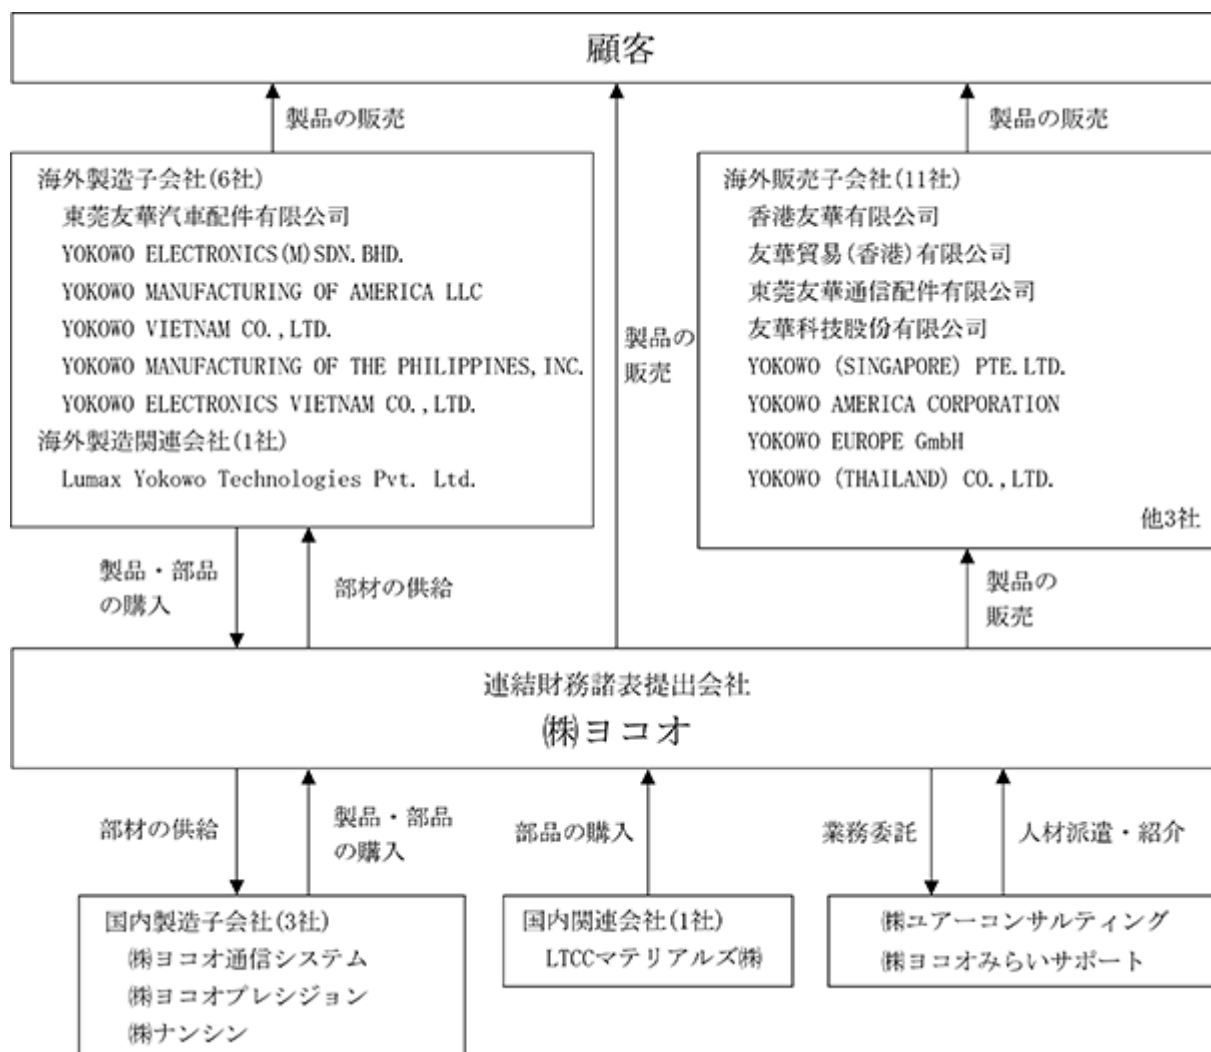 顧客
製品の販売
製品の販売
海外製造子会社(6社)
東莞友華汽車配件有限公司
YOKOWO ELECTRONICS(M)SDN.BHD.
YOKOWO MANUFACTURING OF AMERICA LLC
YOKOWO VIETNAM CO.,LTD.
YOKOWO MANUFACTURING OF THE PHILIPPINES,INC.
YOKOWO ELECTRONICS VIETNAM CO.,LTD.
海外製造関連会社(1社)
Lumax Yokowo Technologies Pvt. Ltd.
製品の
販売
海外販売子会社(11社)
香港友華有限公司
友華貿易(香港)有限公司
東莞友華通信配件有限公司
友華科技股份有限公司
YOKOWO (SINGAPORE) PTE.LTD.
YOKOWO AMERICA CORPORATION
YOKOWO EUROPE GmbH
YOKOWO (THAILAND) CO.,LTD.
他3社
製品・部品
の購入
部材の供給
製品の
販売
連結財務諸表提出会社
㈱ヨコオ
部材の供給
製品・部品
の購入
部品の購入
業務委託
人材派遣・紹介
国内製造子会社(3社)
㈱ヨコオ通信システム
㈱ヨコオプレシジョン
㈱ナンシン
国内関連会社(1社)
LTCCマテリアルズ㈱
㈱ユアーコンサルティング
㈱ヨコオみらいサポート